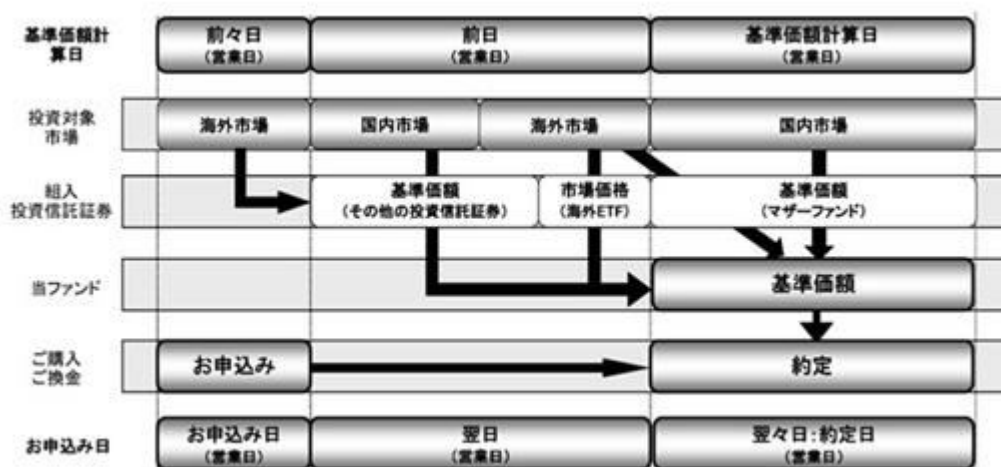 基準価額計
算日
前々日
(営業日)
前日
(営業日)
基準価額計算日
(営業日)
投資対象
市場
海外市場
国内市場
海外市場
国内市場
組入
投資信託証券
基準価額
(その他の投資信託証券)
市場価格
(海外ETF)
基準価額
(マザーファンド)
当ファンド
基準価額
ご購入
ご換金
お申込み
約定
お申込み日
お申込み日
(営業日)
翌日
(営業日)
翌々日:約定日
(営業日)